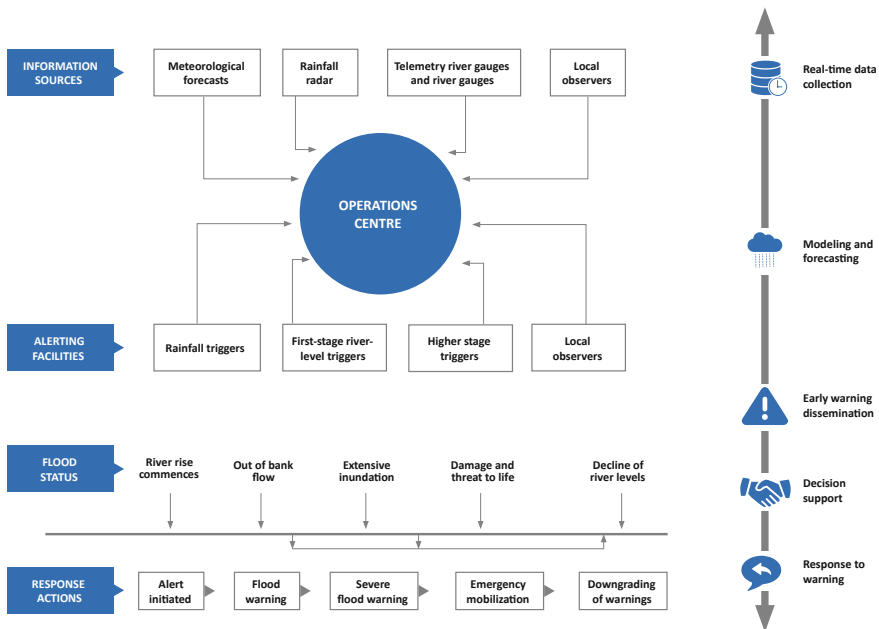 INFORMATION
SOURCES
Meteorological
forecasts
Rainfall
radar
Telemetry river gauges
and river gauges
Local
observers
Real-time data
collection
OPERATIONS
CENTRE
Modeling and
forecasting
ALERTING
FACILITIES
Rainfall triggers
First-stage river-
level triggers
Higher stage
triggers
Local
observers
Early warning
dissemination
FLOOD
STATUS
River rise
commences
Out of bank
flow
Extensive
inundation
Damage and
threat to life
Decline of
river levels
Decision
support
RESPONSE
ACTIONS
Alert
initiated
Flood
warning
Severe
flood warning
Emergency
mobilization
Downgrading
of warnings
Response to
warning